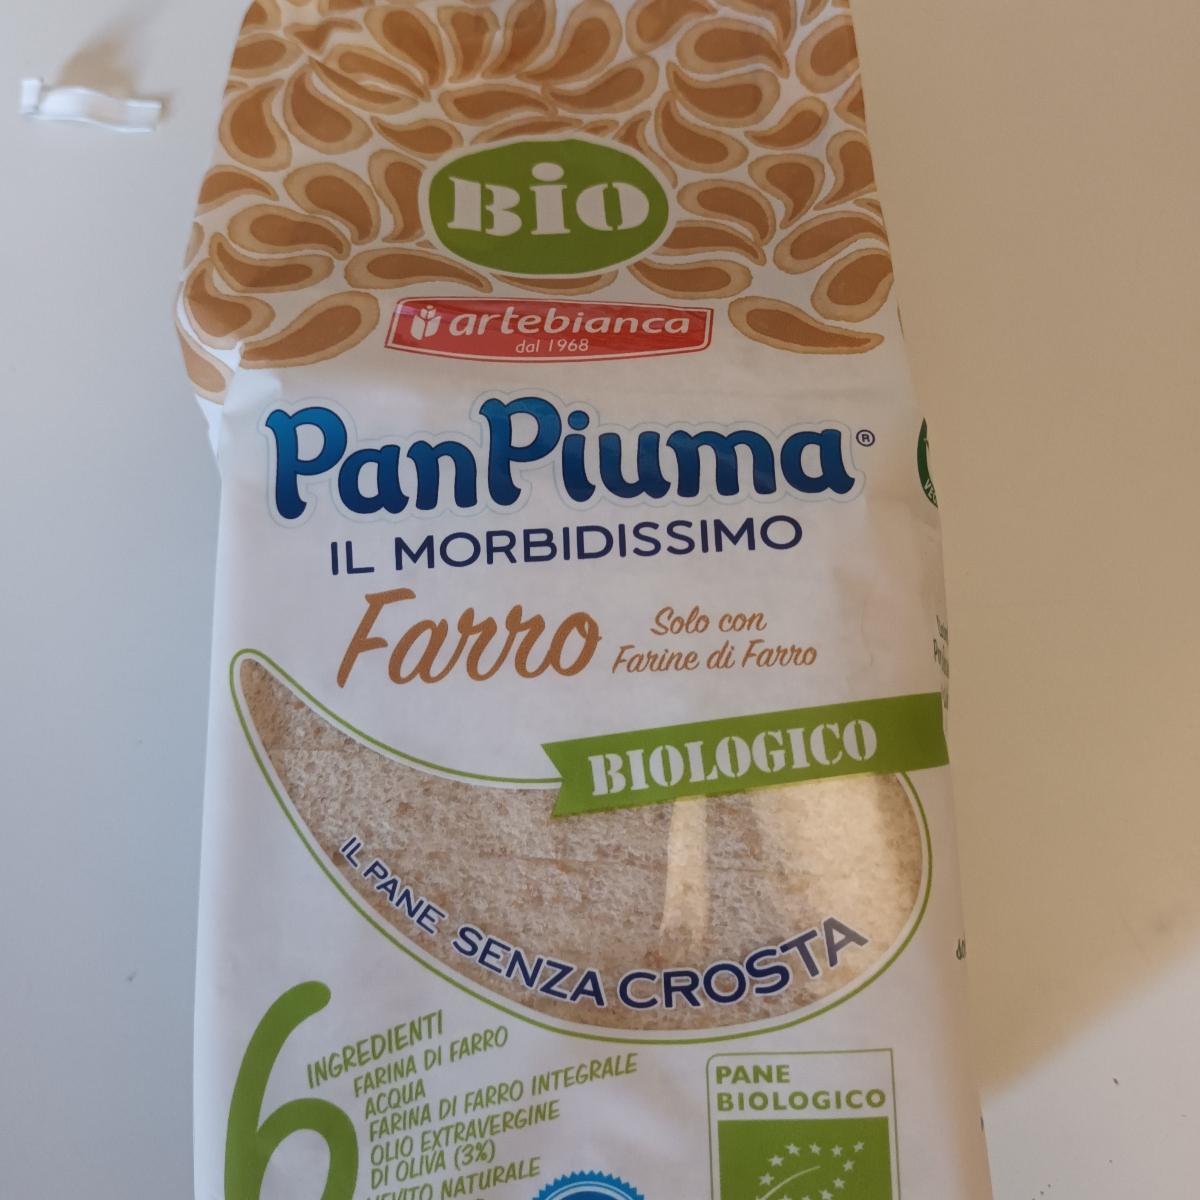 BiO
artebianca
dal 1968
PanPiuma®
IL MORBIDISSIMO
Farro
Solo con
Farine di Farro
BIOLOGICO
IL PANE SENZA CROSTA
6
INGREDIENTI
FARINA DI FARRO
ACQUA
FARINA DI FARRO INTEGRALE
OLIO EXTRAVERGINE
DI OLIVA (3%)
LIEVITO NATURALE
PANE
BIOLOGICO